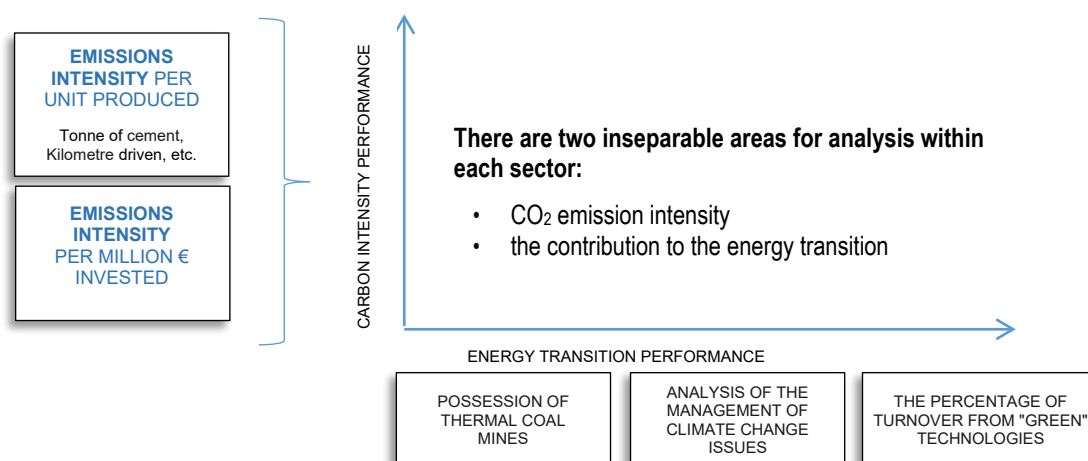 EMISSIONS
INTENSITY PER
UNIT PRODUCED
Tonne of cement,
Kilometre driven, etc.
EMISSIONS
INTENSITY
PER MILLION €
INVESTED
CARBON INTENSITY PERFORMANCE
There are two inseparable areas for analysis within
each sector:
• CO₂ emission intensity
• the contribution to the energy transition
ENERGY TRANSITION PERFORMANCE
POSSESSION OF
THERMAL COAL
MINES
ANALYSIS OF THE
MANAGEMENT OF
CLIMATE CHANGE
ISSUES
THE PERCENTAGE OF
TURNOVER FROM "GREEN"
TECHNOLOGIES